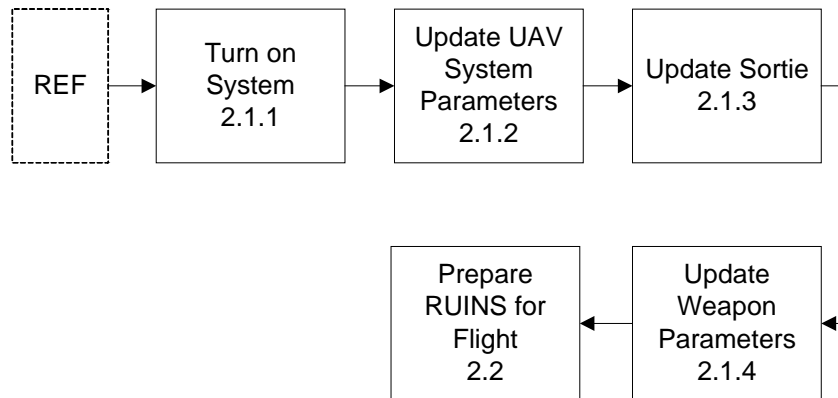 REF
Turn on
System
2.1.1
Update UAV
System
Parameters
2.1.2
Update Sortie
2.1.3
Prepare
RUINS for
Flight
2.2
Update
Weapon
Parameters
2.1.4